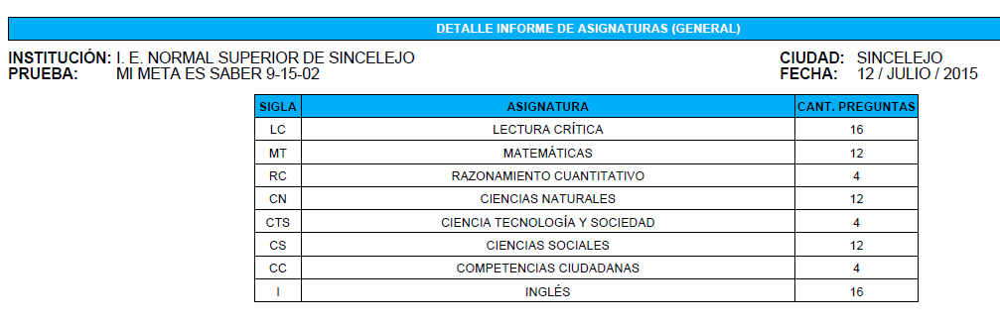 DETALLE INFORME DE ASIGNATURAS (GENERAL)
INSTITUCIÓN: I. E. NORMAL SUPERIOR DE SINCELEJO CIUDAD: SINCELEJO
PRUEBA: MI META ES SABER 9-15-02 FECHA: 12 / JULIO / 2015
SIGLA ASIGNATURA CANT. PREGUNTAS
LC LECTURA CRÍTICA 16
MT MATEMÁTICAS 12
RC RAZONAMIENTO CUANTITATIVO 4
CN CIENCIAS NATURALES 12
CTS CIENCIA TECNOLOGÍA Y SOCIEDAD 4
CS CIENCIAS SOCIALES 12
CC COMPETENCIAS CIUDADANAS 4
I INGLÉS 16